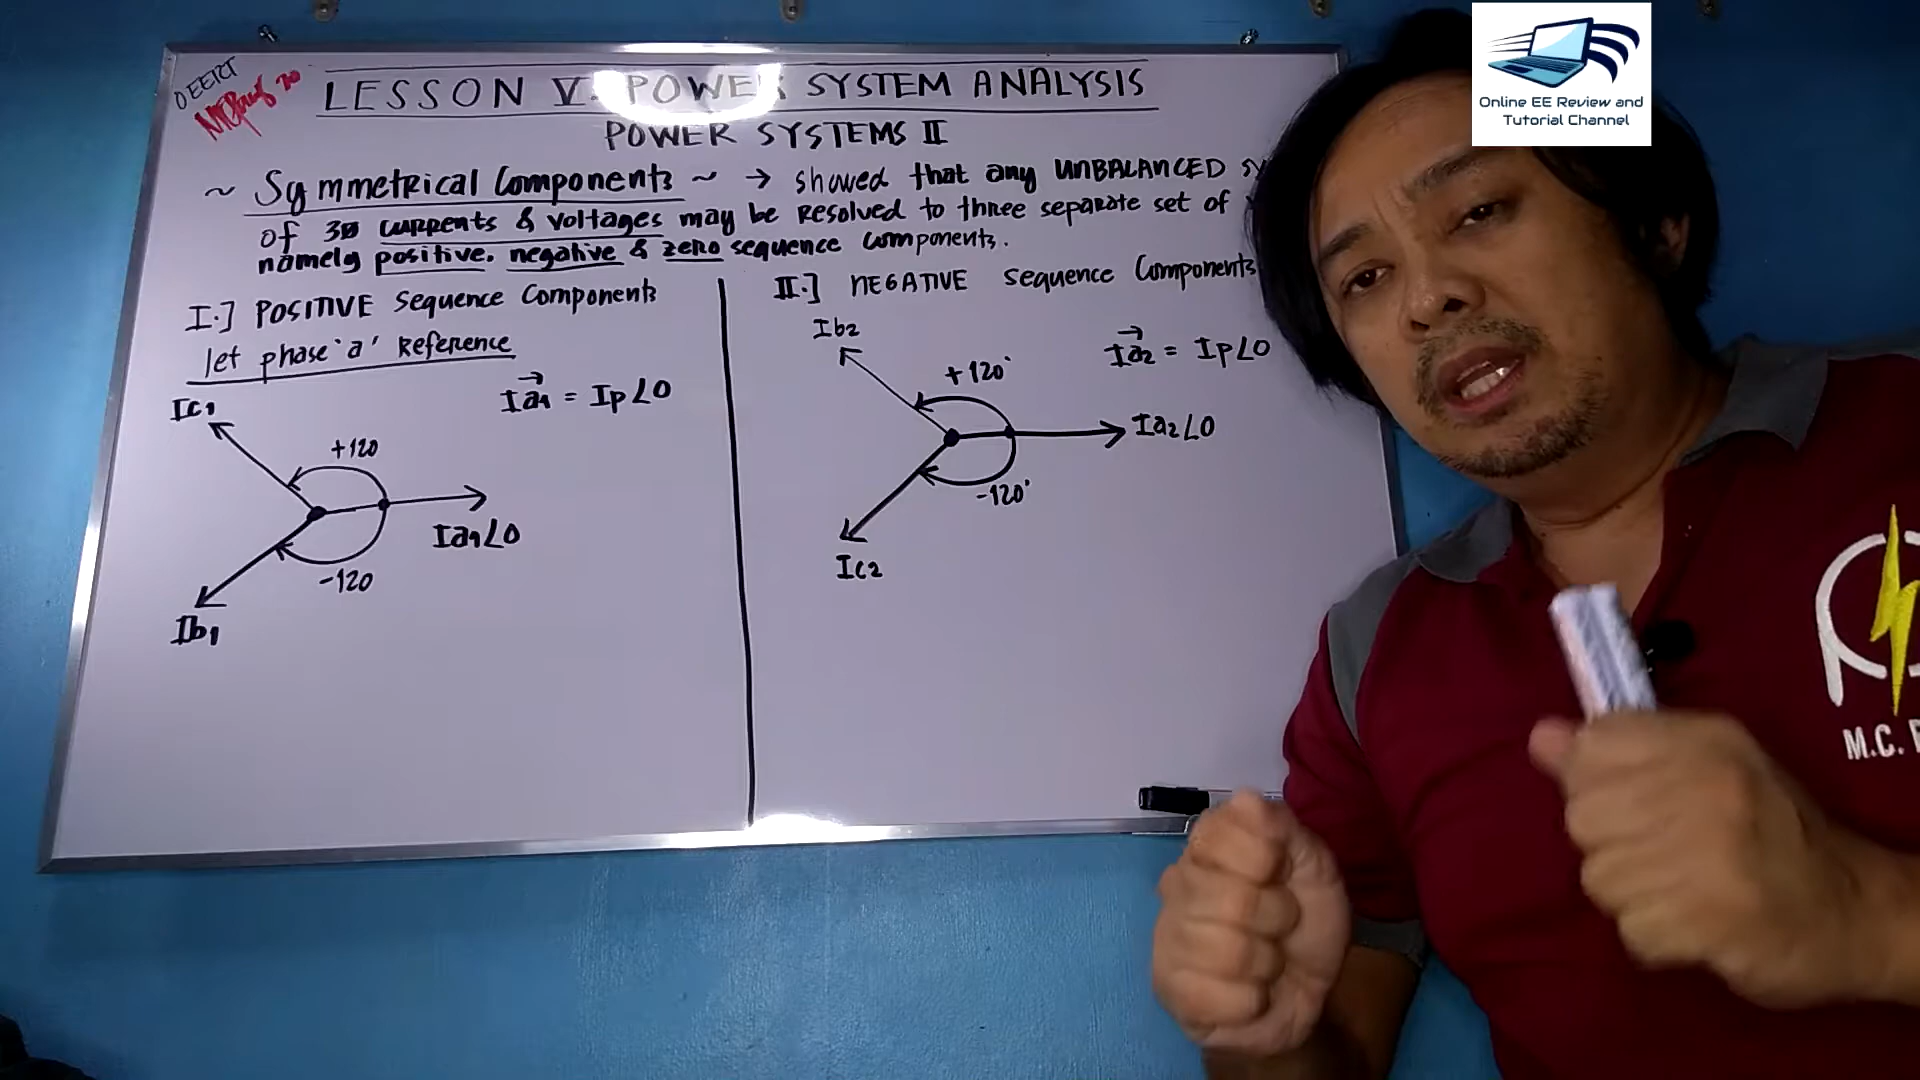 OEERT
LESSON V. POWER SYSTEM ANALYSIS
POWER SYSTEMS II
~ Symmetrical Components ~ → showed that any UNBALANCED SY
of 3Ø currents & voltages may be Resolved to three separate set of
namely positive, negative & zero sequence components.
I.] POSITIVE Sequence Components
let phase 'a' Reference
Ia1 = Ip∠0
Ic1
+120
Ia1∠0
-120
Ib1
II.] NEGATIVE sequence Components
Ib2
Ia2 = Ip∠0
+120°
Ia2∠0
-120°
Ic2
Online EE Review and
Tutorial Channel
M.C.